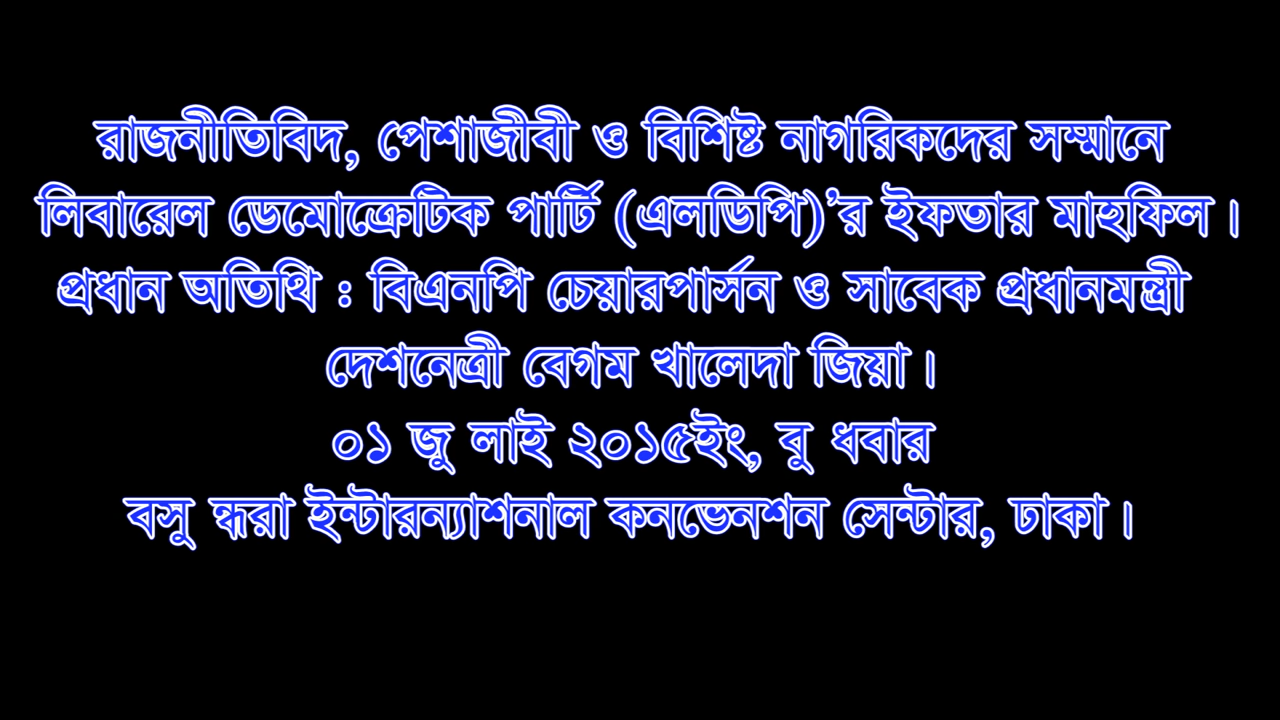 রাজনীতিবিদ, পেশাজীবী ও বিশিষ্ট নাগরিকদের সম্মানে
লিবারেল ডেমোক্রেটিক পার্টি (এলডিপি)’র ইফতার মাহফিল।
প্রধান অতিথি : বিএনপি চেয়ারপার্সন ও সাবেক প্রধানমন্ত্রী
দেশনেত্রী বেগম খালেদা জিয়া।
০১ জুলাই ২০১৫ইং, বুধবার
বসুন্ধরা ইন্টারন্যাশনাল কনভেনশন সেন্টার, ঢাকা।